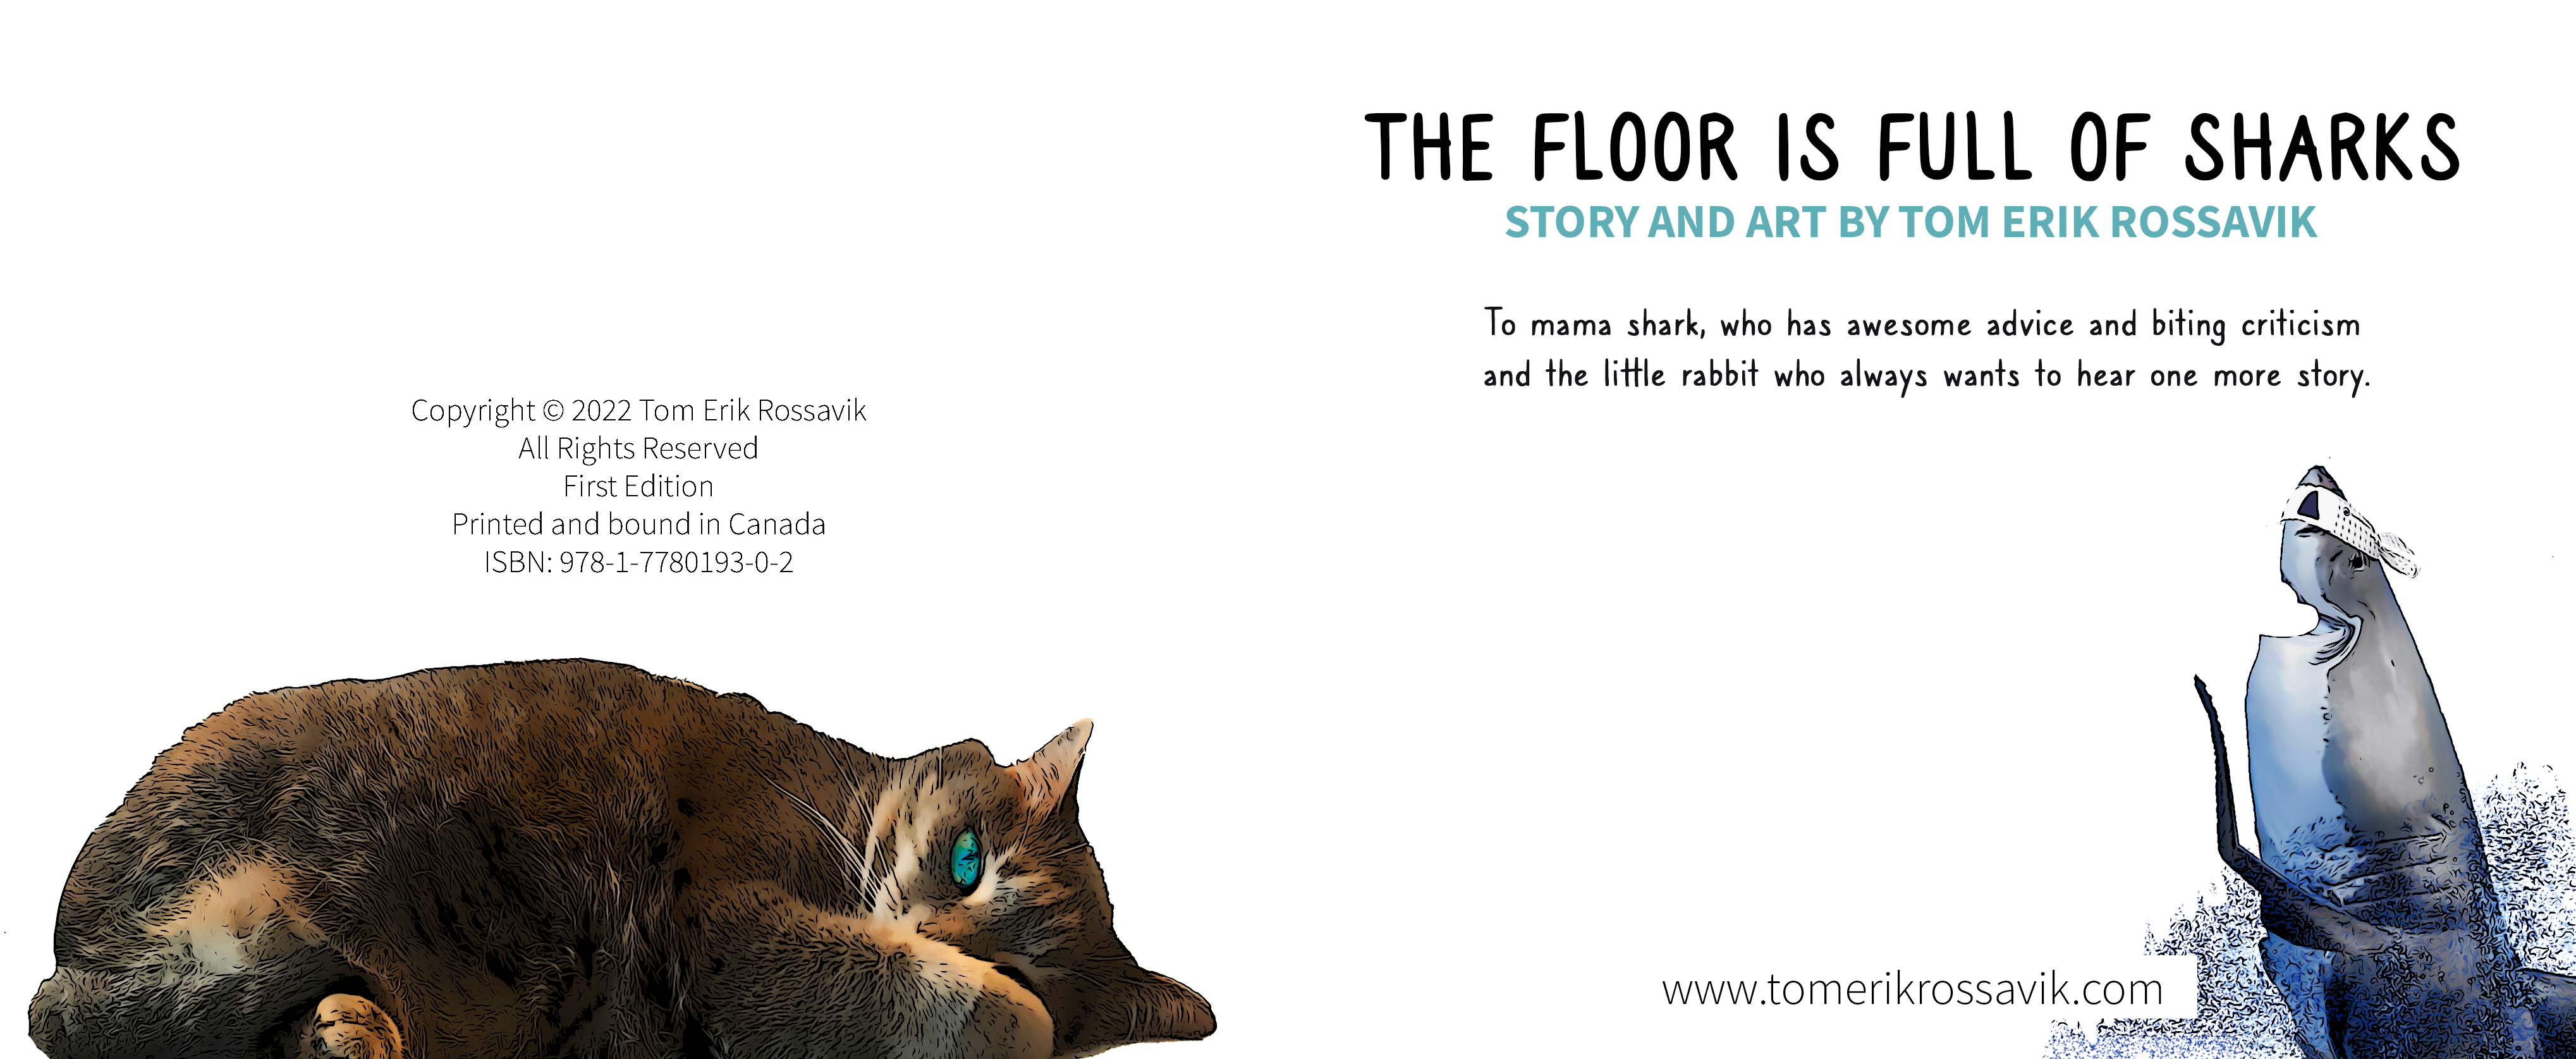 Copyright © 2022 Tom Erik Rossavik
All Rights Reserved
First Edition
Printed and bound in Canada
ISBN: 978-1-7780193-0-2
THE FLOOR IS FULL OF SHARKS
STORY AND ART BY TOM ERIK ROSSAVIK
To mama shark, who has awesome advice and biting criticism
and the little rabbit who always wants to hear one more story.
www.tomerikrossavik.com